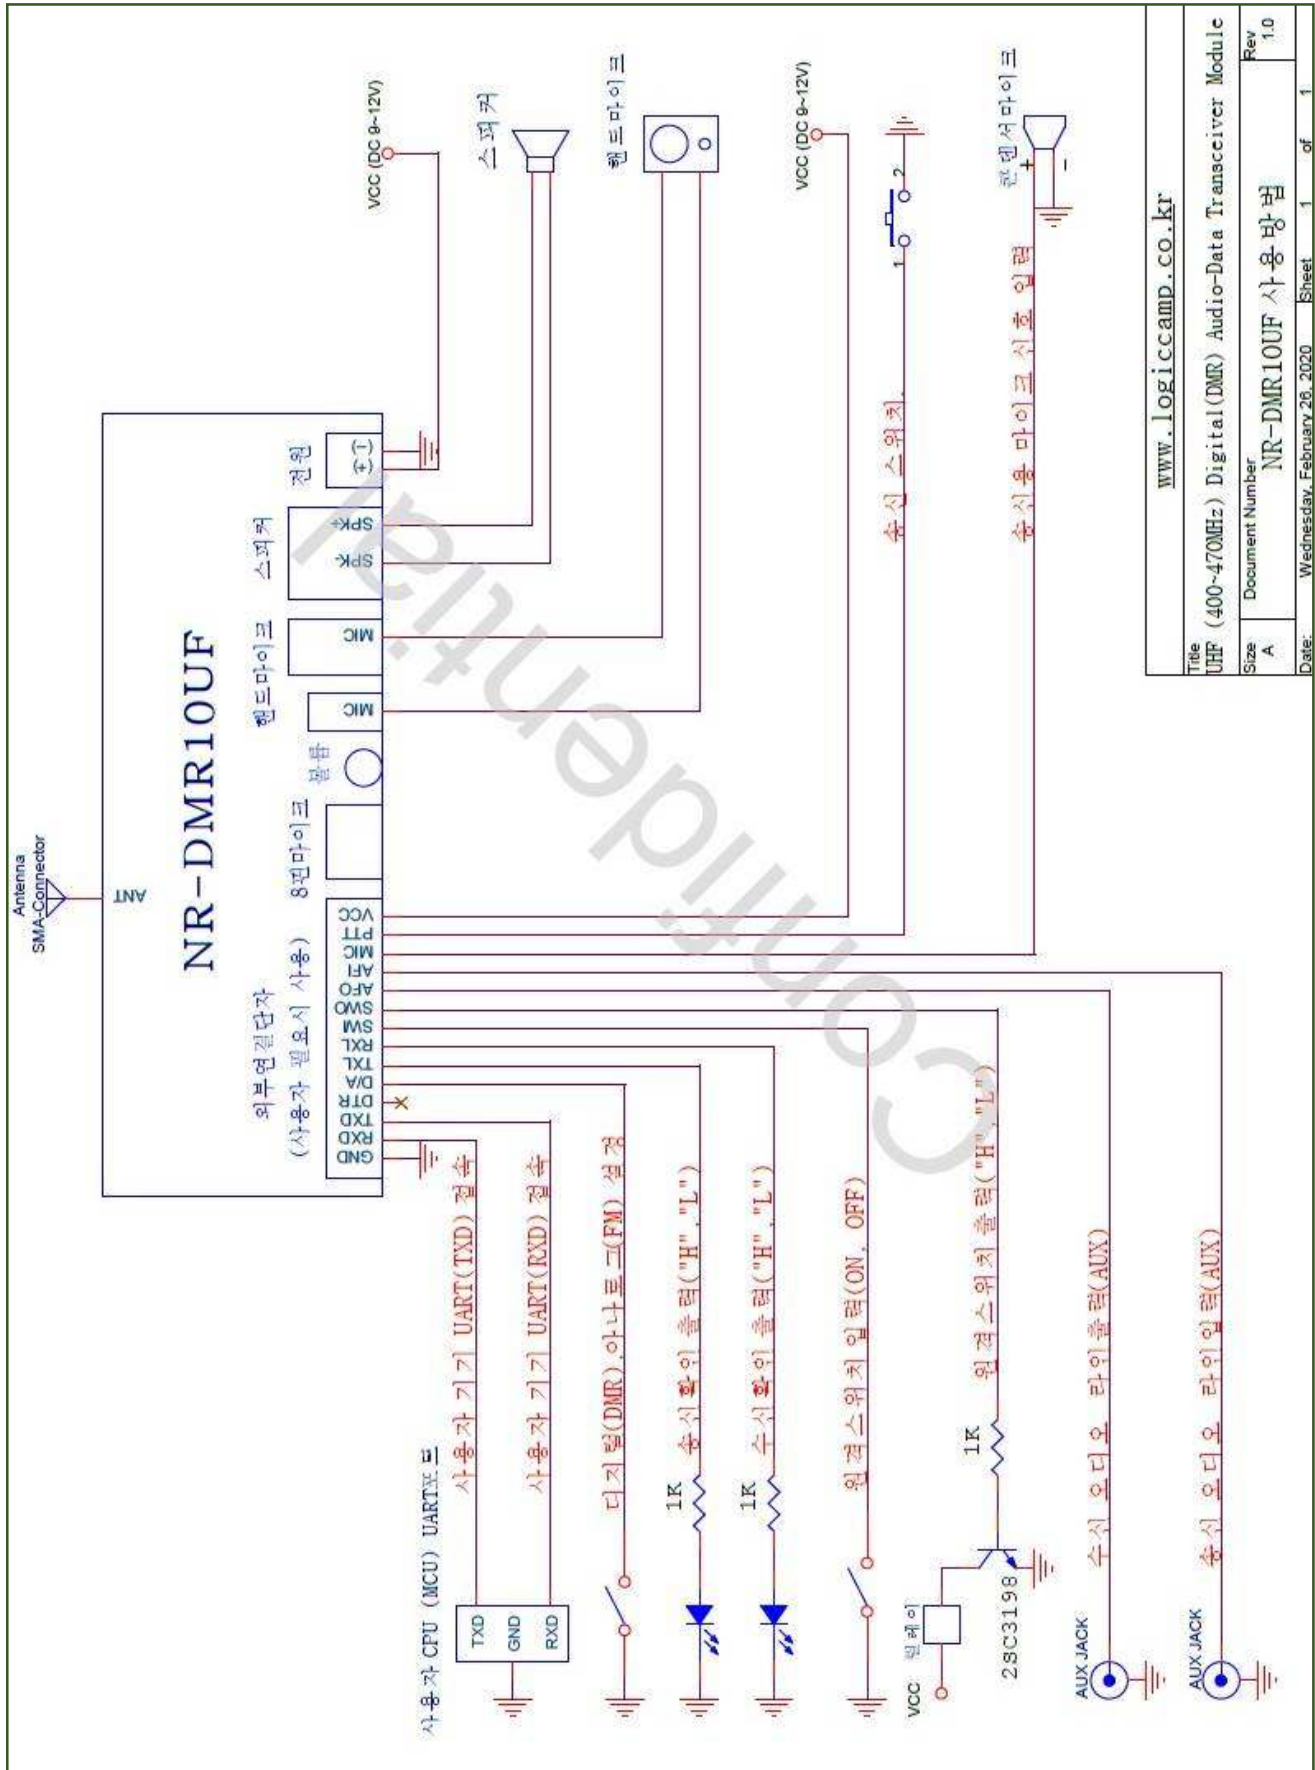 Antenna
SMA-Connector
ANT
NR-DMR10UF
외부연결단자
(사용자 필요시 사용)
8핀마이크
볼륨
핸드마이크
스피커
전원
GND
RXD
TXD
DTR
D/A
TXL
RXL
SWI
SWO
AFO
AFI
MIC
PTT
VCC
MIC
MIC
SPK-
SPK+
(+)
(-)
VCC (DC 9~12V)
스피커
핸드마이크
VCC (DC 9~12V)
송신 스위치
1
2
송신용 마이크 신호 입력
콘덴서마이크
+
-
사용자 CPU (MCU) UART포트
TXD
GND
RXD
사용자 기기 UART(TXD) 접속
사용자 기기 UART(RXD) 접속
디지털(DMR),아나로그(FM) 설정
1K
송신확인 출력("H","L")
1K
수신확인 출력("H","L")
원격스위치 입력(ON, OFF)
VCC
릴레이
2SC3198
1K
원격스위치 출력("H","L")
AUX JACK
수신 오디오 라인출력(AUX)
AUX JACK
송신 오디오 라인입력(AUX)
Confidential
www.logiccamp.co.kr
Title
UHF (400~470MHz) Digital(DMR) Audio-Data Transceiver Module
Size
A
Document Number
NR-DMR10UF 사용방법
Rev
1.0
Date:
Wednesday, February 26, 2020
Sheet
1
of
1